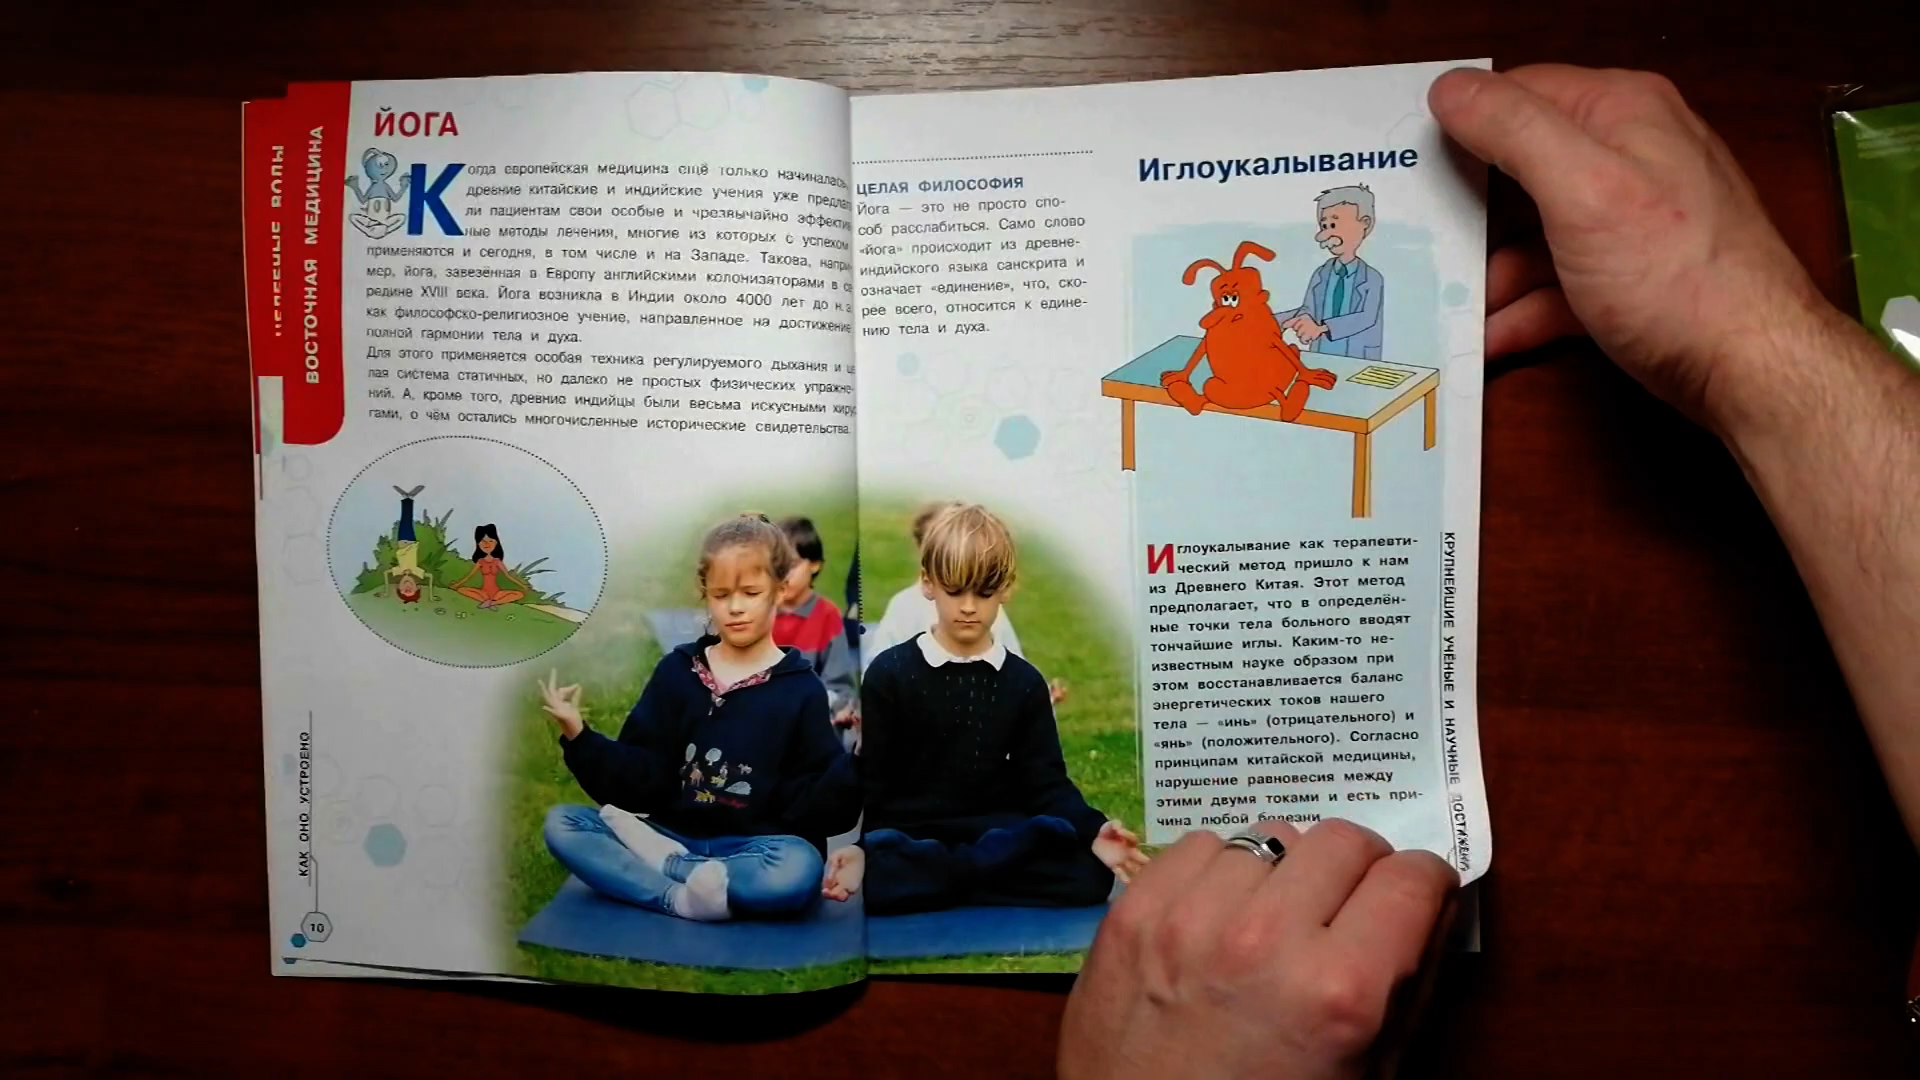 ВОСТОЧНАЯ МЕДИЦИНА
ЙОГА
Когда европейская медицина ещё только начиналась,
древние китайские и индийские учения уже предлага
ли пациентам свои особые и чрезвычайно эффектив
ные методы лечения, многие из которых с успехом
применяются и сегодня, в том числе и на Западе. Такова, напри
мер, йога, завезённая в Европу английскими колонизаторами в се
редине XVIII века. Йога возникла в Индии около 4000 лет до н.э.
как философско-религиозное учение, направленное на достижение
полной гармонии тела и духа.
Для этого применяется особая техника регулируемого дыхания и це
лая система статичных, но далеко не простых физических упражне-
ний. А, кроме того, древние индийцы были весьма искусными хирур
гами, о чём остались многочисленные исторические свидетельства.
КАК ОНО УСТРОЕНО
10
ЦЕЛАЯ ФИЛОСОФИЯ
Йога — это не просто спо-
соб расслабиться. Само слово
«йога» происходит из древне-
индийского языка санскрита и
означает «единение», что, ско-
рее всего, относится к едине-
нию тела и духа.
Иглоукалывание
Иглоукалывание как терапевти-
ческий метод пришло к нам
из Древнего Китая. Этот метод
предполагает, что в определён-
ные точки тела больного вводят
тончайшие иглы. Каким-то не-
известным науке образом при
этом восстанавливается баланс
энергетических токов нашего
тела — «инь» (отрицательного) и
«янь» (положительного). Согласно
принципам китайской медицины,
нарушение равновесия между
этими двумя токами и есть при-
чина любой болезни
КРУПНЕЙШИЕ УЧЁНЫЕ И НАУЧНЫЕ ДОСТИЖЕНИ